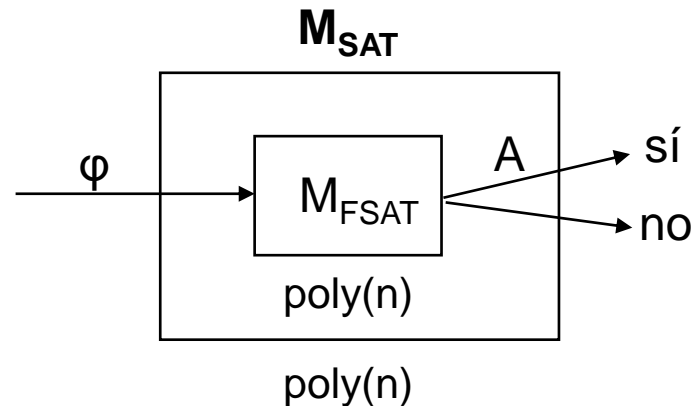 M_SAT
φ
A
sí
M_FSAT
no
poly(n)
poly(n)